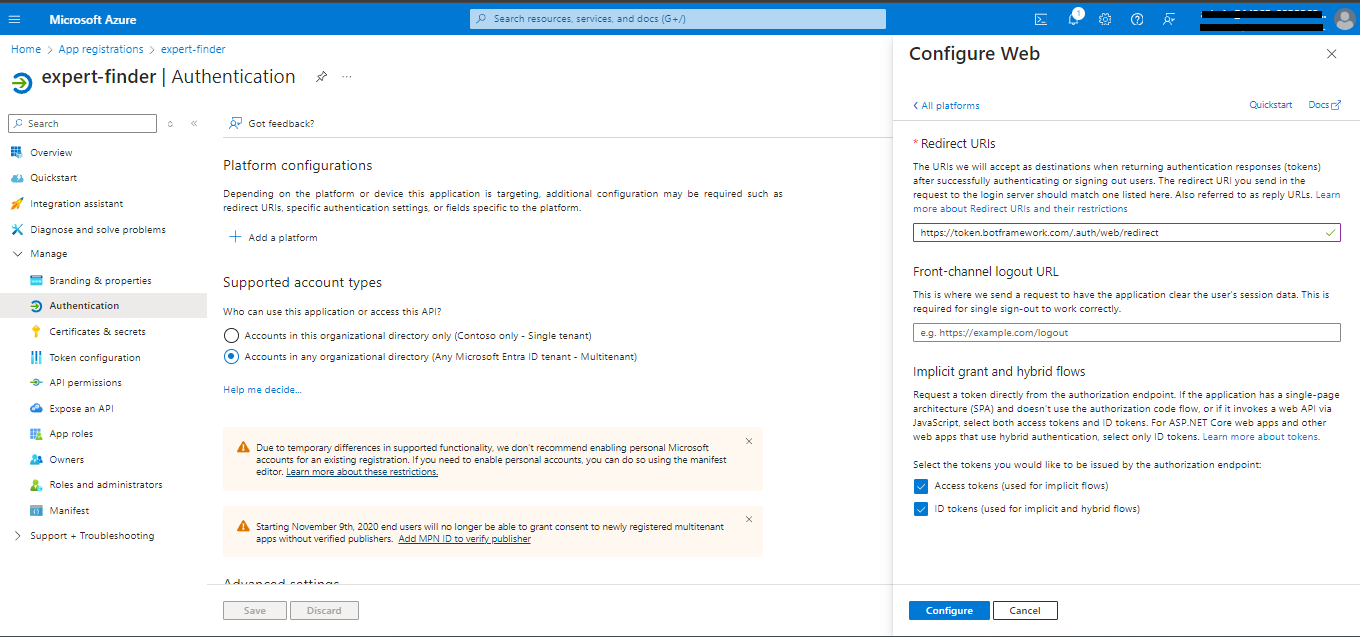 Microsoft Azure
Search resources, services, and docs (G+/)
1
Home > App registrations > expert-finder
expert-finder | Authentication
Search
Overview
Quickstart
Integration assistant
Diagnose and solve problems
Manage
Branding & properties
Authentication
Certificates & secrets
Token configuration
API permissions
Expose an API
App roles
Owners
Roles and administrators
Manifest
Support + Troubleshooting
Got feedback?
Platform configurations
Depending on the platform or device this application is targeting, additional configuration may be required such as
redirect URIs, specific authentication settings, or fields specific to the platform.
Add a platform
Supported account types
Who can use this application or access this API?
Accounts in this organizational directory only (Contoso only - Single tenant)
Accounts in any organizational directory (Any Microsoft Entra ID tenant - Multitenant)
Help me decide...
Due to temporary differences in supported functionality, we don't recommend enabling personal Microsoft
accounts for an existing registration. If you need to enable personal accounts, you can do so using the manifest
editor. Learn more about these restrictions.
Starting November 9th, 2020 end users will no longer be able to grant consent to newly registered multitenant
apps without verified publishers. Add MPN ID to verify publisher
Advanced settings
Save
Discard
Configure Web
All platforms
Quickstart
Docs
* Redirect URIs
The URIs we will accept as destinations when returning authentication responses (tokens)
after successfully authenticating or signing out users. The redirect URI you send in the
request to the login server should match one listed here. Also referred to as reply URLs. Learn
more about Redirect URIs and their restrictions
https://token.botframework.com/.auth/web/redirect
Front-channel logout URL
This is where we send a request to have the application clear the user's session data. This is
required for single sign-out to work correctly.
e.g. https://example.com/logout
Implicit grant and hybrid flows
Request a token directly from the authorization endpoint. If the application has a single-page
architecture (SPA) and doesn't use the authorization code flow, or if it invokes a web API via
JavaScript, select both access tokens and ID tokens. For ASP.NET Core web apps and other
web apps that use hybrid authentication, select only ID tokens. Learn more about tokens.
Select the tokens you would like to be issued by the authorization endpoint:
Access tokens (used for implicit flows)
ID tokens (used for implicit and hybrid flows)
Configure
Cancel